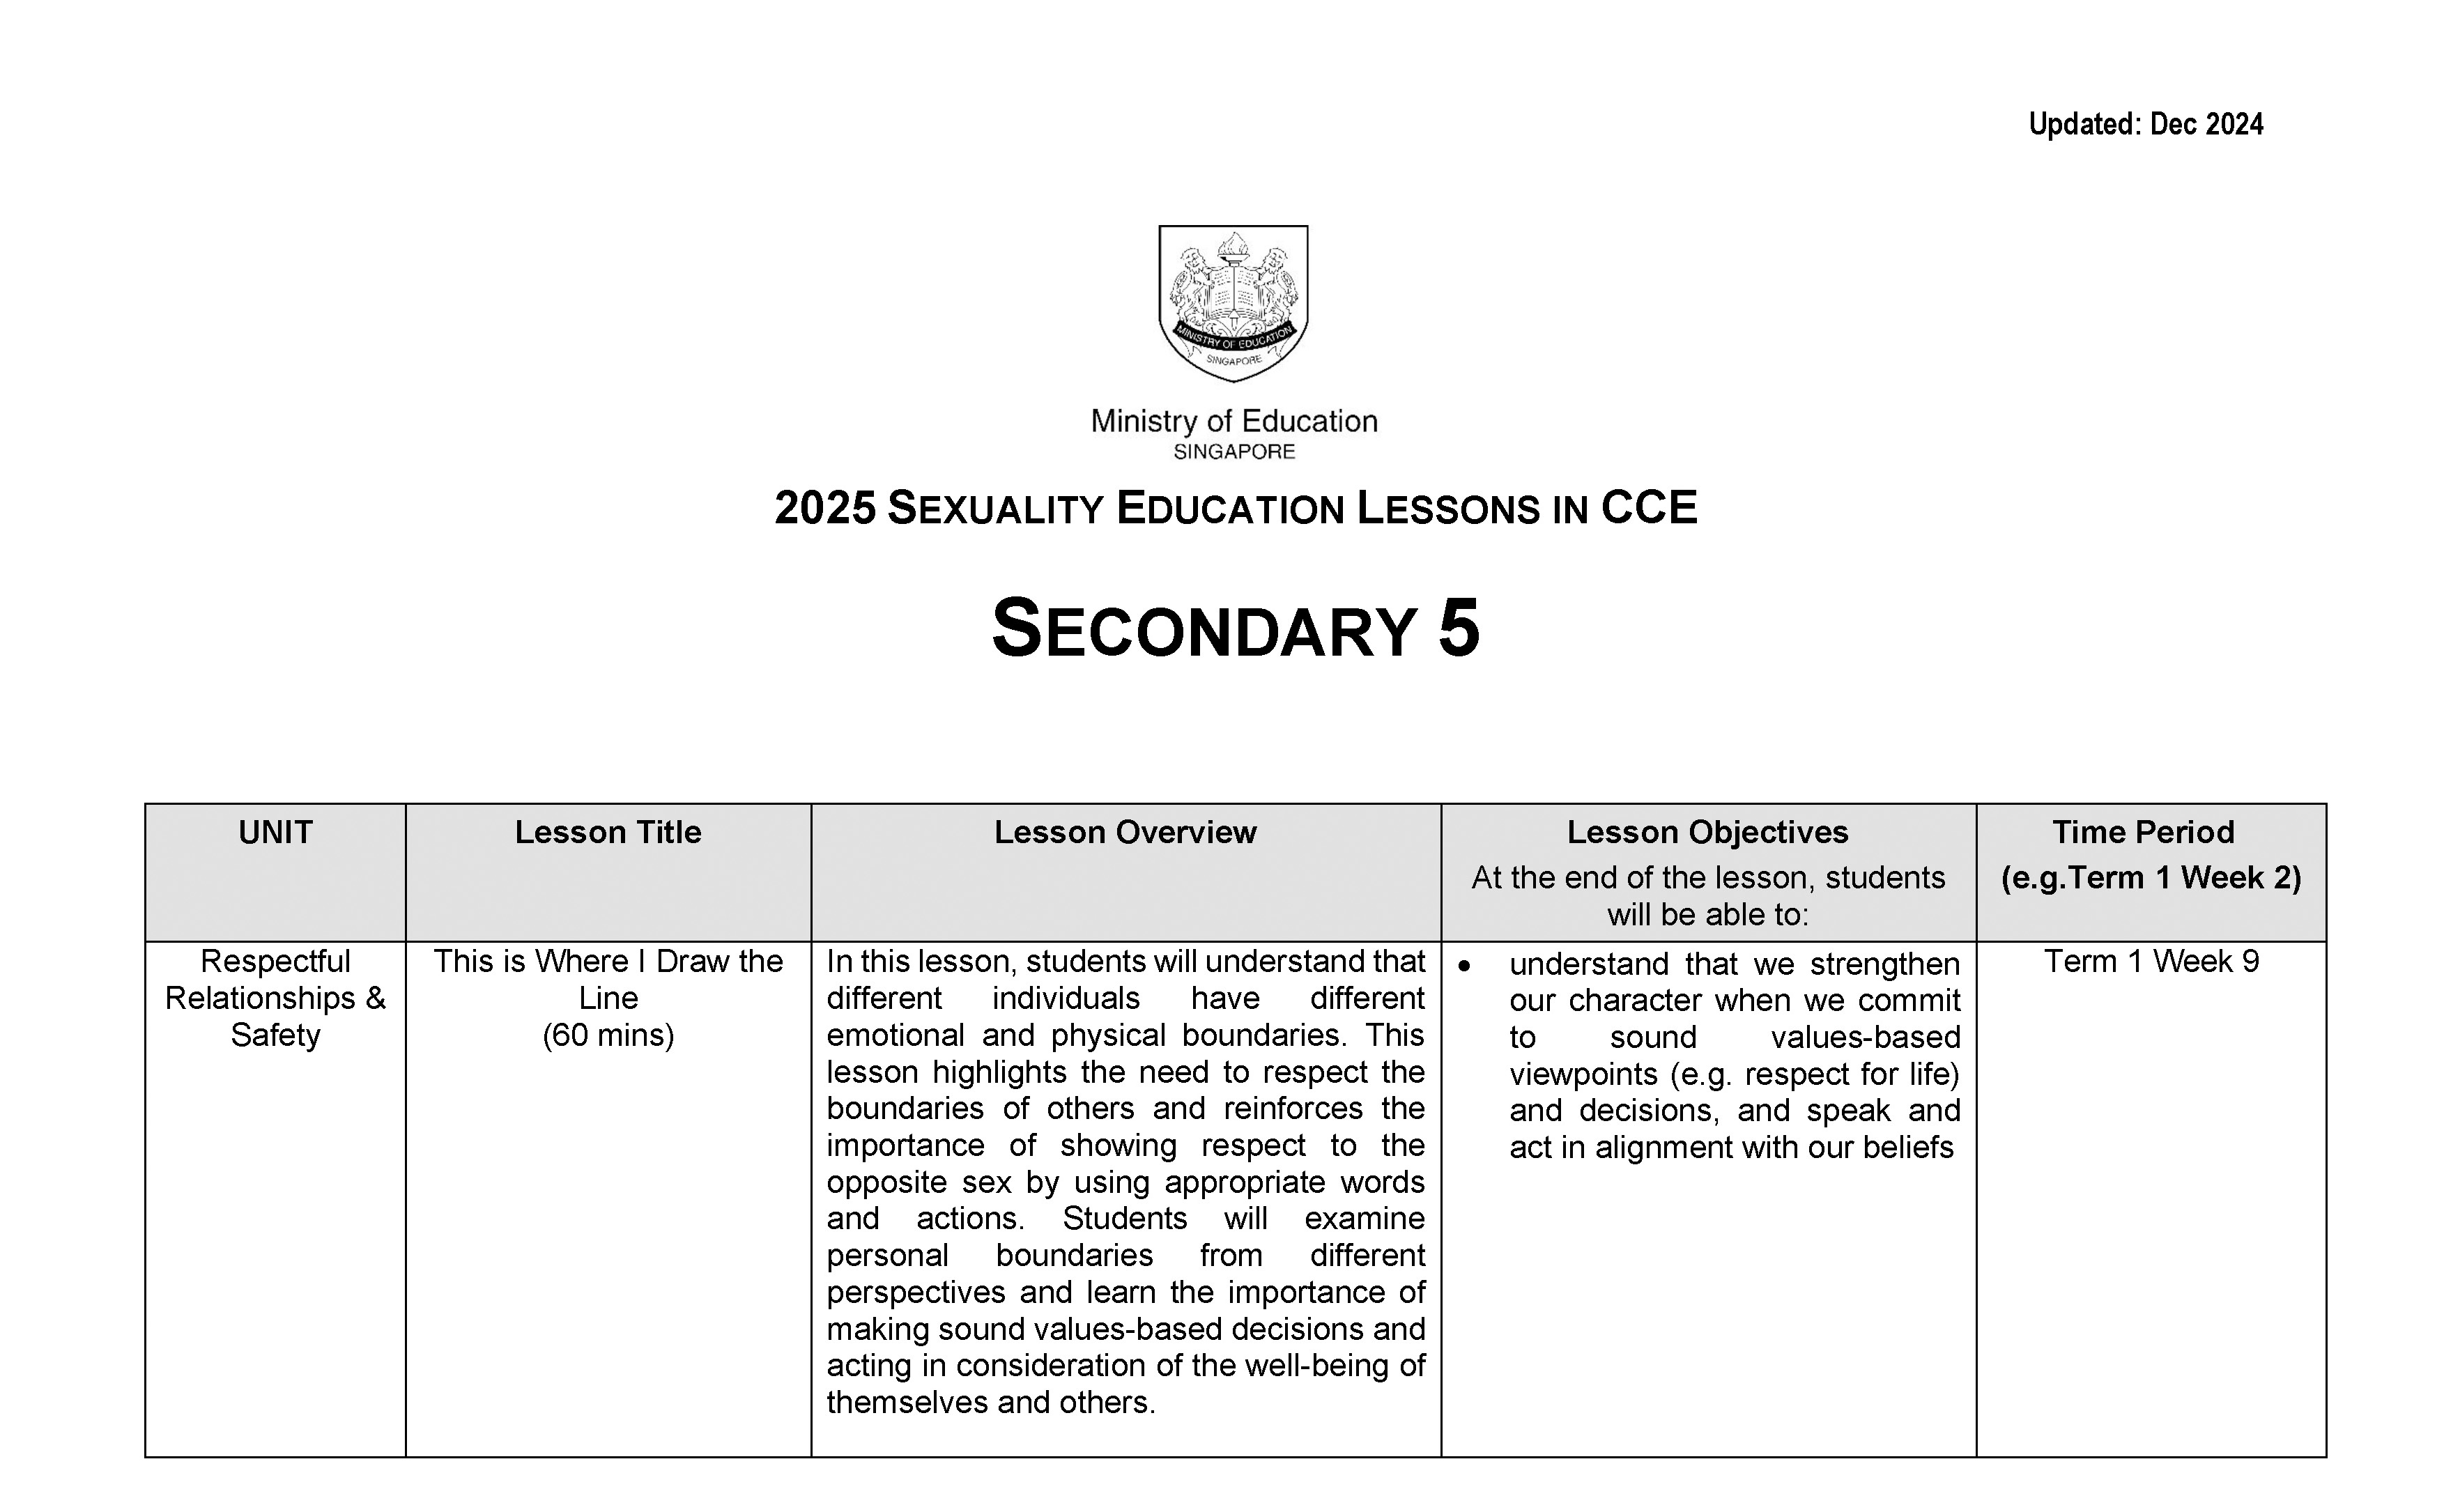 Updated: Dec 2024
MINISTRY OF EDUCATION
SINGAPORE
Ministry of Education
SINGAPORE
2025 SEXUALITY EDUCATION LESSONS IN CCE
SECONDARY 5
UNIT
Lesson Title
Lesson Overview
Lesson Objectives
At the end of the lesson, students
will be able to:
Time Period
(e.g.Term 1 Week 2)
Respectful
Relationships &
Safety
This is Where I Draw the
Line
(60 mins)
In this lesson, students will understand that
different individuals have different
emotional and physical boundaries. This
lesson highlights the need to respect the
boundaries of others and reinforces the
importance of showing respect to the
opposite sex by using appropriate words
and actions. Students will examine
personal boundaries from different
perspectives and learn the importance of
making sound values-based decisions and
acting in consideration of the well-being of
themselves and others.
• understand that we strengthen
our character when we commit
to sound values-based
viewpoints (e.g. respect for life)
and decisions, and speak and
act in alignment with our beliefs
Term 1 Week 9